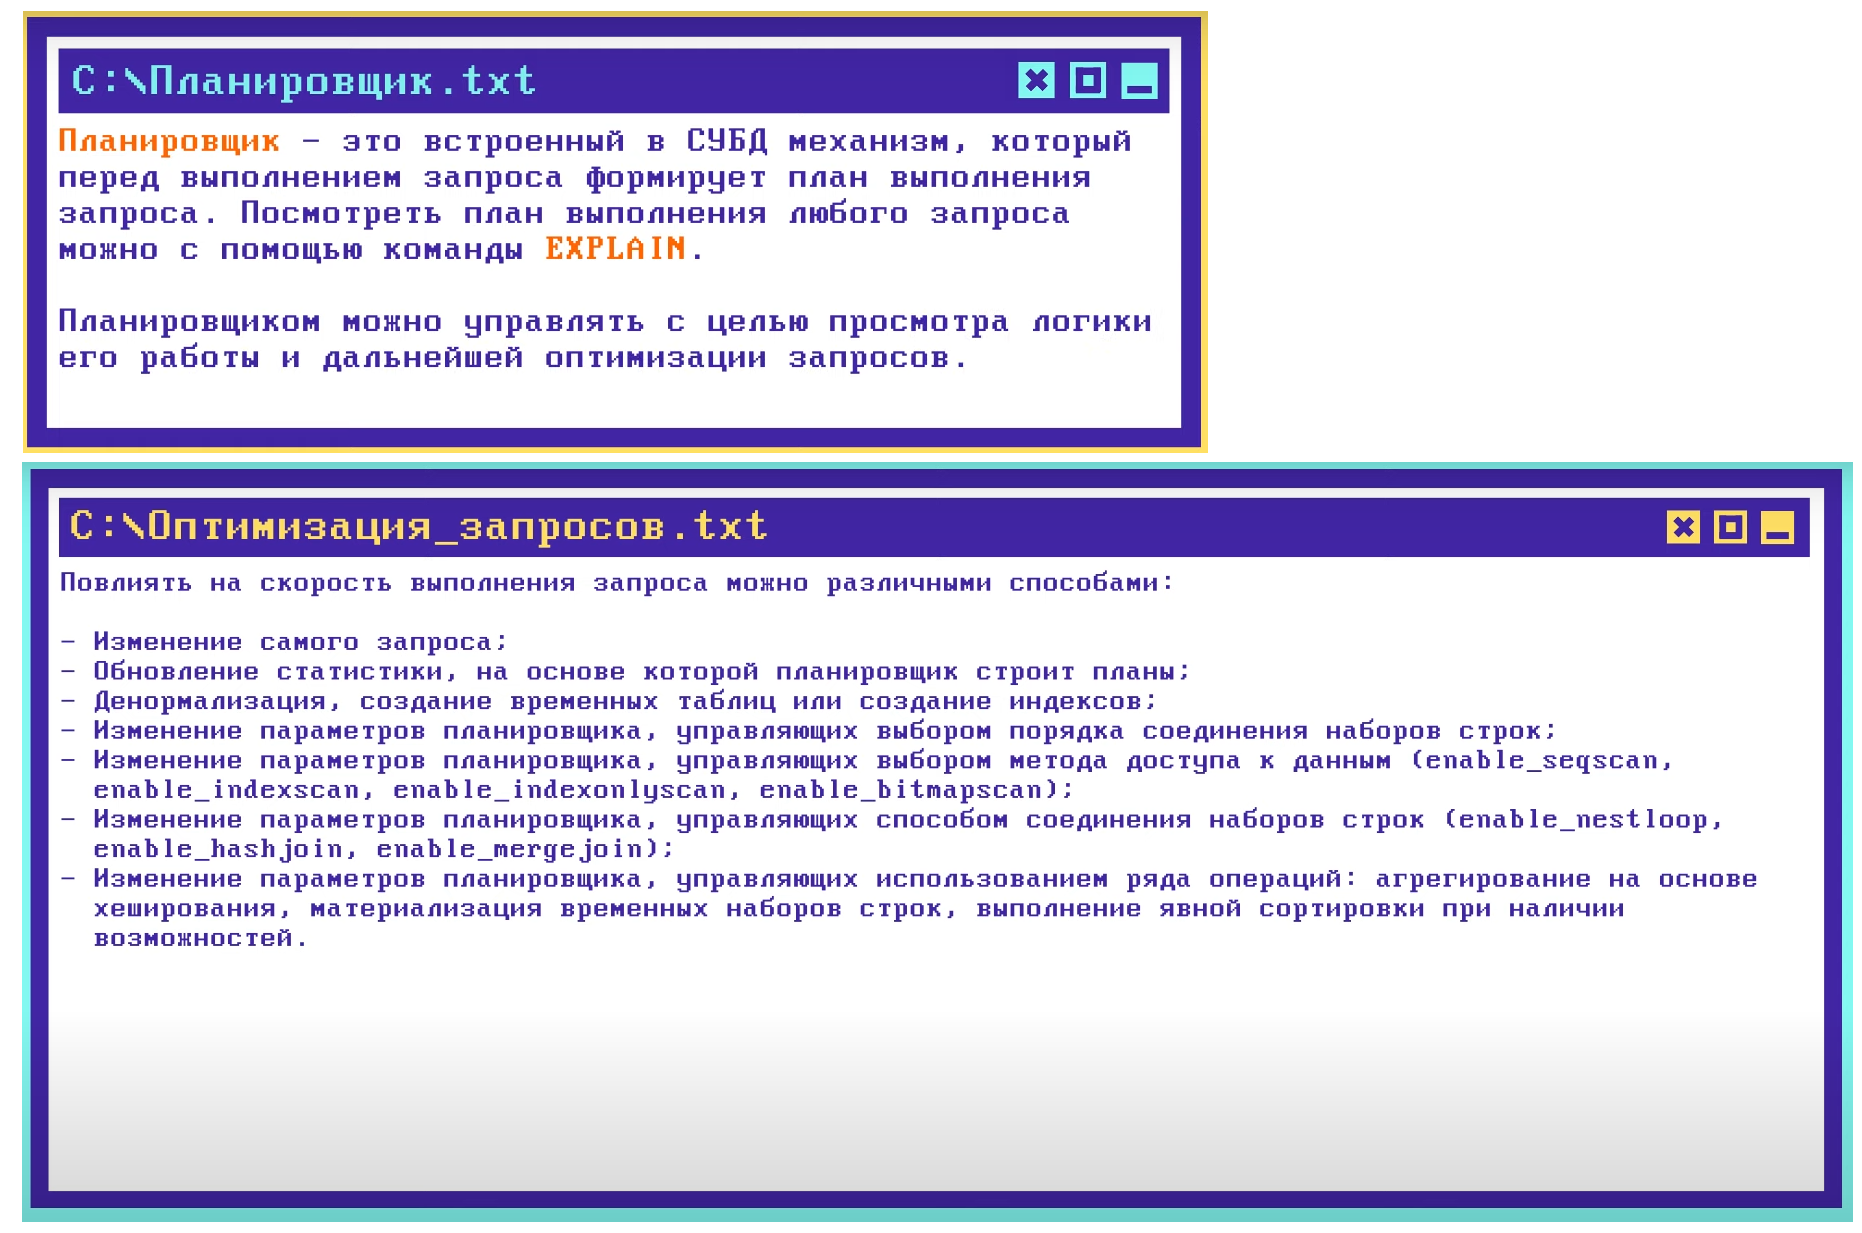 C:\Планировщик.txt
Планировщик – это встроенный в СУБД механизм, который
перед выполнением запроса формирует план выполнения
запроса. Посмотреть план выполнения любого запроса
можно с помощью команды EXPLAIN.
Планировщиком можно управлять с целью просмотра логики
его работы и дальнейшей оптимизации запросов.
C:\Оптимизация_запросов.txt
Повлиять на скорость выполнения запроса можно различными способами:
– Изменение самого запроса;
– Обновление статистики, на основе которой планировщик строит планы;
– Денормализация, создание временных таблиц или создание индексов;
– Изменение параметров планировщика, управляющих выбором порядка соединения наборов строк;
– Изменение параметров планировщика, управляющих выбором метода доступа к данным (enable_seqscan,
enable_indexscan, enable_indexonlyscan, enable_bitmapscan);
– Изменение параметров планировщика, управляющих способом соединения наборов строк (enable_nestloop,
enable_hashjoin, enable_mergejoin);
– Изменение параметров планировщика, управляющих использованием ряда операций: агрегирование на основе
хеширования, материализация временных наборов строк, выполнение явной сортировки при наличии
возможностей.